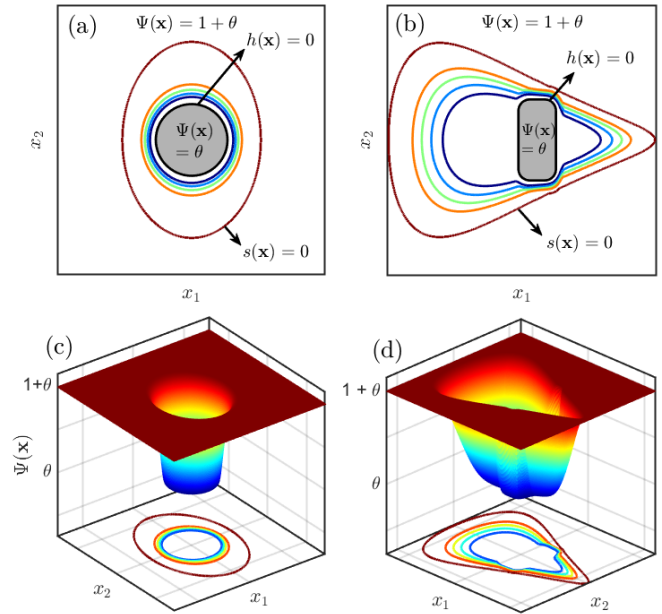 (a)
Ψ(x) = 1 + θ
h(x) = 0
Ψ(x)
= θ
x₂
s(x) = 0
x₁
(b)
Ψ(x) = 1 + θ
h(x) = 0
Ψ(x)
= θ
x₂
s(x) = 0
x₁
(c)
1+θ
Ψ(x)
θ
x₂
x₁
(d)
1 + θ
θ
x₁
x₂